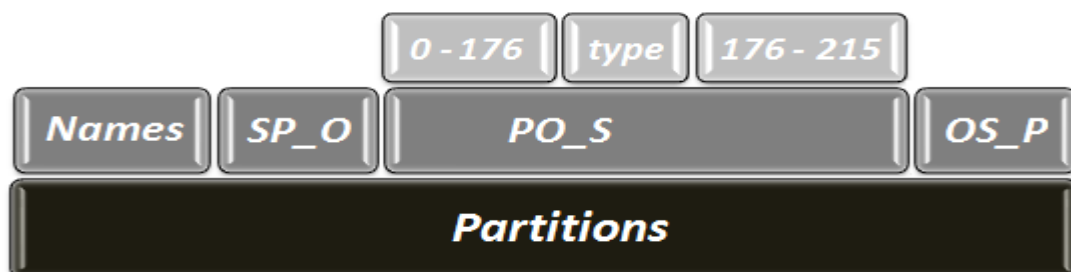 0 - 176 type 176 - 215
Names SP_O PO_S OS_P
Partitions